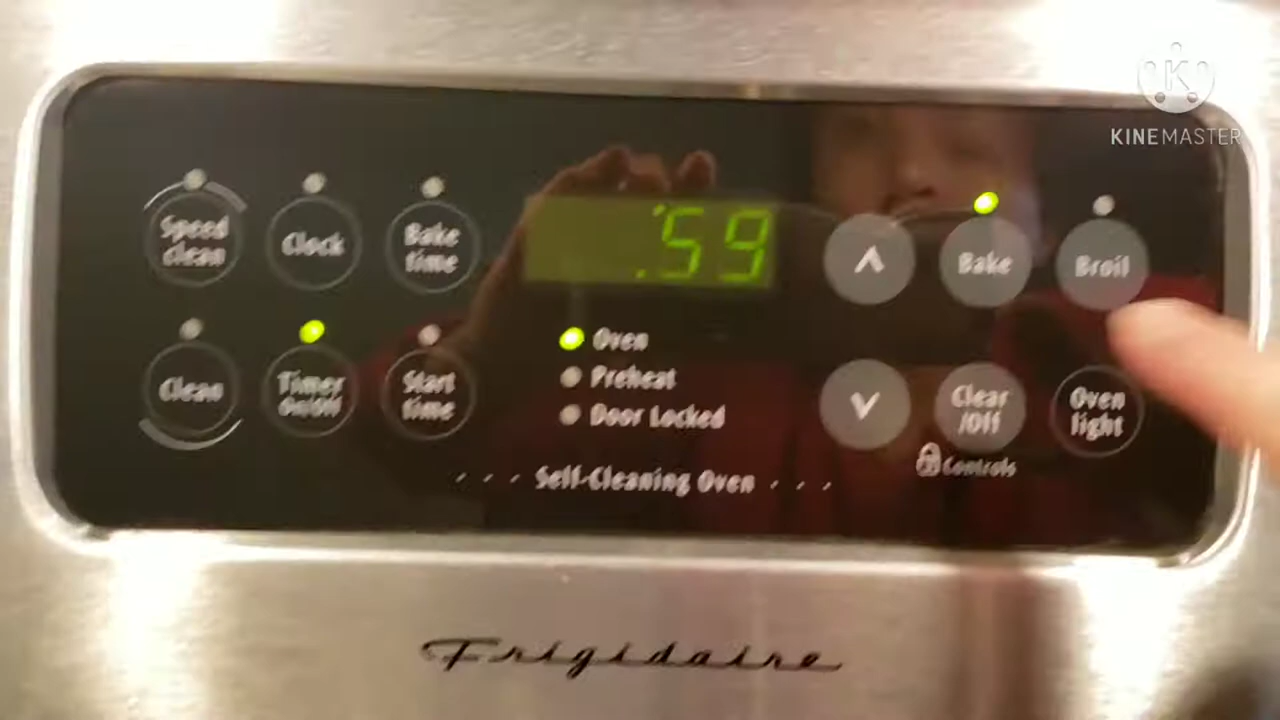 KINEMASTER
Speed
clean
Clock
Bake
time
:59
Bake
Broil
Clean
Timer
on/off
Start
time
Oven
Preheat
Door Locked
Clear
/Off
Oven
light
Controls
Self-Cleaning Oven
Frigidaire